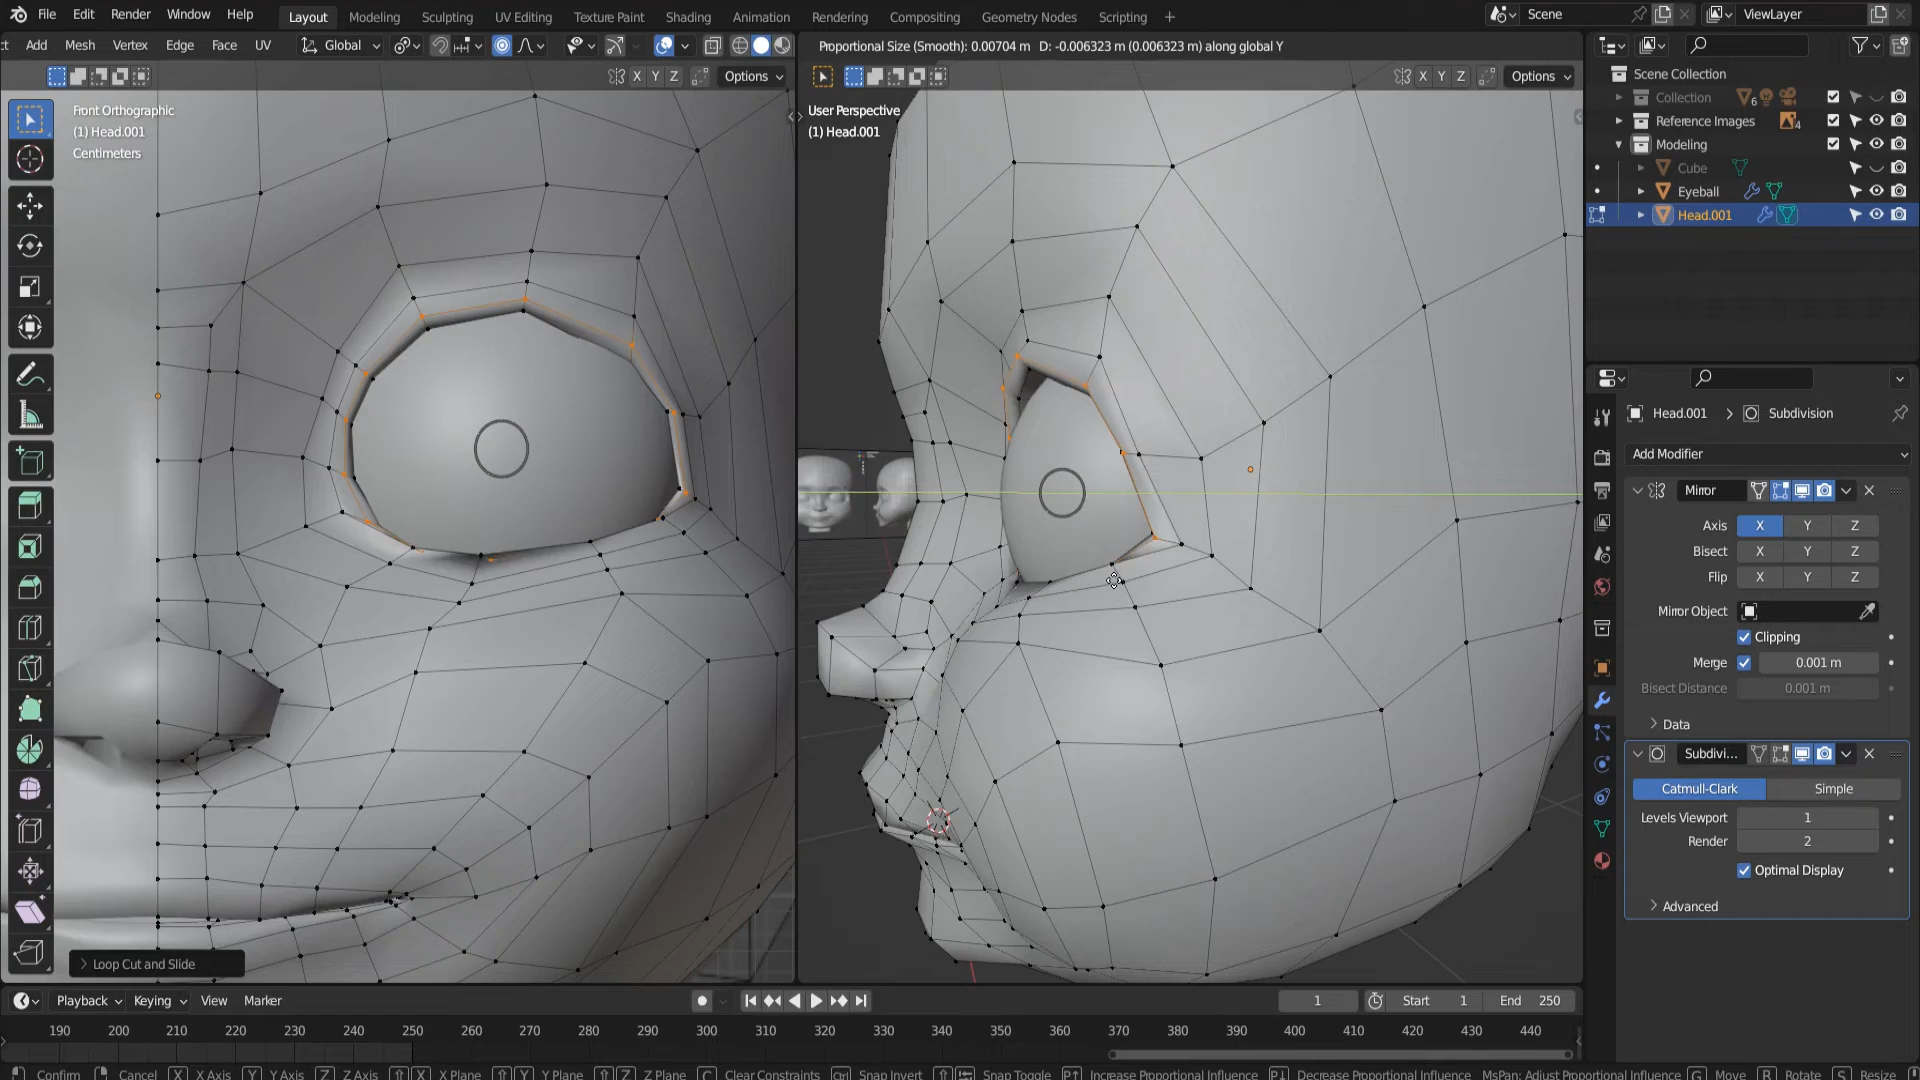 File Edit Render Window Help Layout Modeling Sculpting UV Editing Texture Paint Shading Animation Rendering Compositing Geometry Nodes Scripting + Scene ViewLayer
Add Mesh Vertex Edge Face UV Global Proportional Size (Smooth): 0.00704 m D: -0.006323 m (0.006323 m) along global Y
X Y Z Options X Y Z Options
Front Orthographic
(1) Head.001
Centimeters
User Perspective
(1) Head.001
Scene Collection
Collection 6
Reference Images 4
Modeling
Cube
Eyeball
Head.001
Head.001 > Subdivision
Add Modifier
Mirror
Axis X Y Z
Bisect X Y Z
Flip X Y Z
Mirror Object
Clipping
Merge 0.001 m
Bisect Distance 0.001 m
> Data
Subdivi...
Catmull-Clark Simple
Levels Viewport 1
Render 2
Optimal Display
> Advanced
> Loop Cut and Slide
Playback Keying View Marker 1 Start 1 End 250
190 200 210 220 230 240 250 260 270 280 290 300 310 320 330 340 350 360 370 380 390 400 410 420 430 440
Confirm Cancel X X Axis Y Y Axis Z Z Axis X X Plane Y Y Plane Z Z Plane C Clear Constraints Ctrl Snap Invert Snap Toggle Increase Proportional Influence Decrease Proportional Influence MsPan: Adjust Proportional Influence G Move R Rotate S Resize